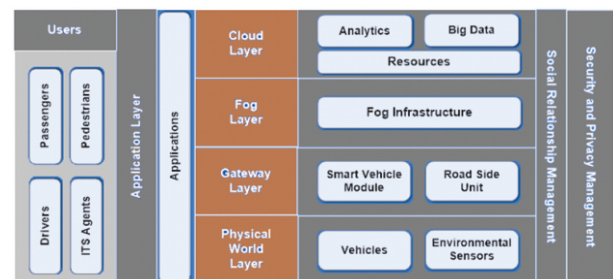 Users
Passengers
Pedestrians
Drivers
ITS Agents
Application Layer
Applications
Cloud
Layer
Analytics
Big Data
Resources
Fog
Layer
Fog Infrastructure
Gateway
Layer
Smart Vehicle
Module
Road Side
Unit
Physical
World
Layer
Vehicles
Environmental
Sensors
Social Relationship Management
Security and Privacy Management